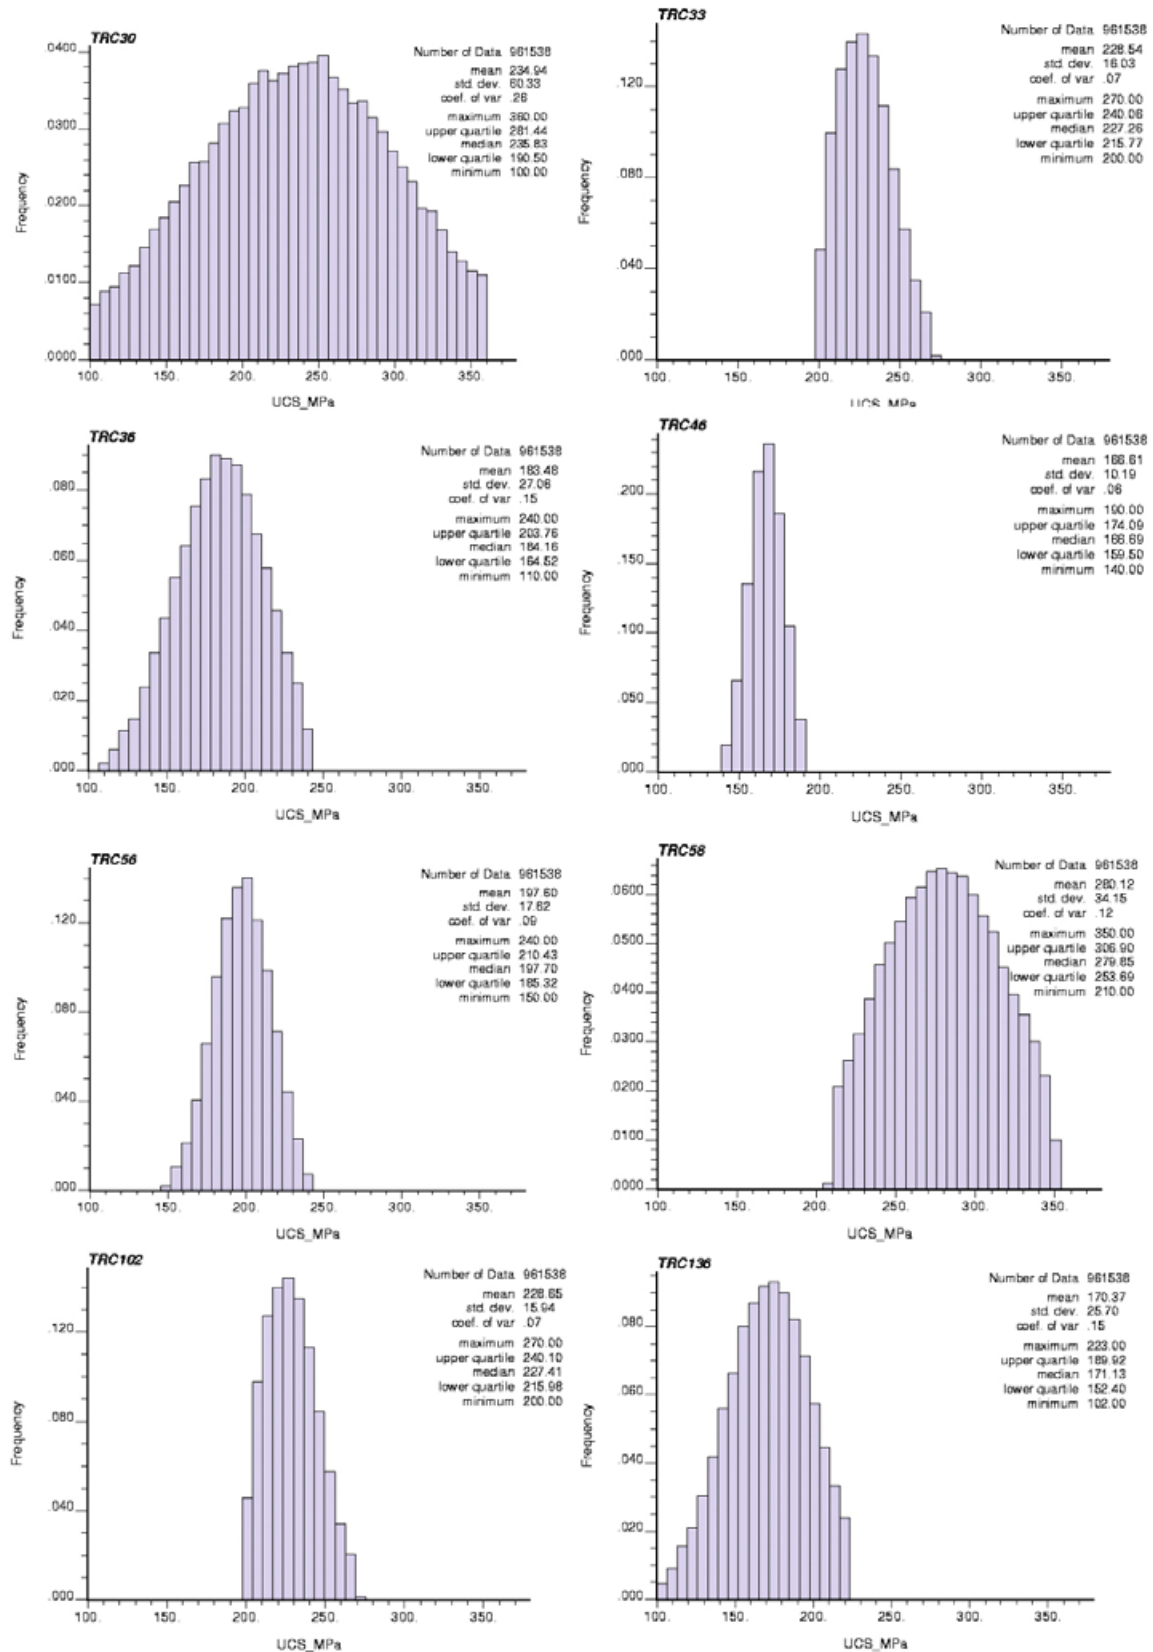 TRC30
Number of Data 961538
mean 234.94
std. dev. 60.33
coef. of var .26
maximum 360.00
upper quartile 281.44
median 235.83
lower quartile 190.50
minimum 100.00
Frequency
.0400
.0300
.0200
.0100
.0000
100. 150. 200. 250. 300. 350.
UCS_MPa
TRC33
Number of Data 961538
mean 228.54
std. dev. 16.03
coef. of var .07
maximum 270.00
upper quartile 240.06
median 227.26
lower quartile 215.77
minimum 200.00
Frequency
.120
.080
.040
.000
100. 150. 200. 250. 300. 350.
UCS_MPa
TRC36
Number of Data 961538
mean 183.48
std. dev. 27.06
coef. of var .15
maximum 240.00
upper quartile 203.76
median 184.16
lower quartile 164.52
minimum 110.00
Frequency
.080
.060
.040
.020
.000
100. 150. 200. 250. 300. 350.
UCS_MPa
TRC46
Number of Data 961538
mean 166.61
std. dev. 10.19
coef. of var .06
maximum 190.00
upper quartile 174.09
median 166.69
lower quartile 159.50
minimum 140.00
Frequency
.200
.150
.100
.050
.000
100. 150. 200. 250. 300. 350.
UCS_MPa
TRC56
Number of Data 961538
mean 197.60
std. dev. 17.62
coef. of var .09
maximum 240.00
upper quartile 210.43
median 197.70
lower quartile 185.32
minimum 150.00
Frequency
.120
.080
.040
.000
100. 150. 200. 250. 300. 350.
UCS_MPa
TRC58
Number of Data 961538
mean 280.12
std. dev. 34.15
coef. of var .12
maximum 350.00
upper quartile 306.90
median 279.85
lower quartile 253.69
minimum 210.00
Frequency
.0600
.0500
.0400
.0300
.0200
.0100
.0000
100. 150. 200. 250. 300. 350.
UCS_MPa
TRC102
Number of Data 961538
mean 228.65
std. dev. 15.94
coef. of var .07
maximum 270.00
upper quartile 240.10
median 227.41
lower quartile 215.98
minimum 200.00
Frequency
.120
.080
.040
.000
100. 150. 200. 250. 300. 350.
UCS_MPa
TRC136
Number of Data 961538
mean 170.37
std. dev. 25.70
coef. of var .15
maximum 223.00
upper quartile 189.92
median 171.13
lower quartile 152.40
minimum 102.00
Frequency
.080
.060
.040
.020
.000
100. 150. 200. 250. 300. 350.
UCS_MPa